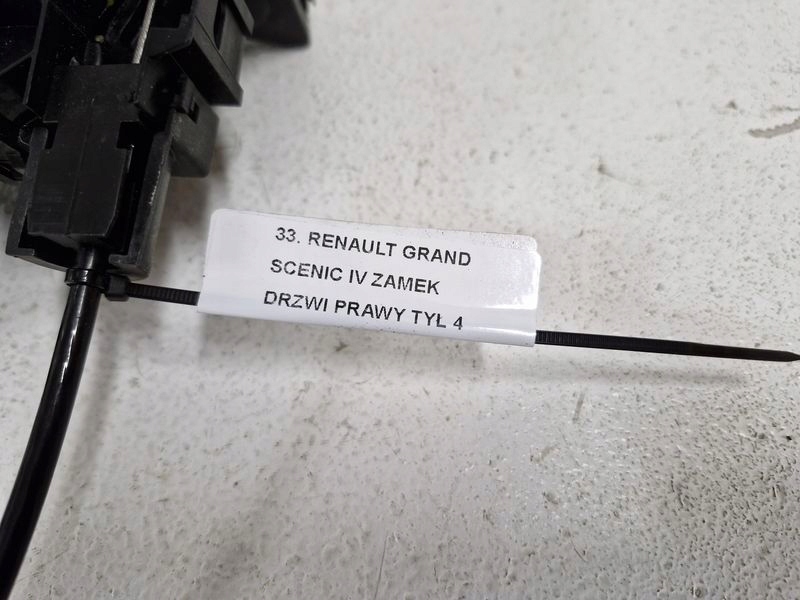 33. RENAULT GRAND
SCENIC IV ZAMEK
DRZWI PRAWY TYŁ 4